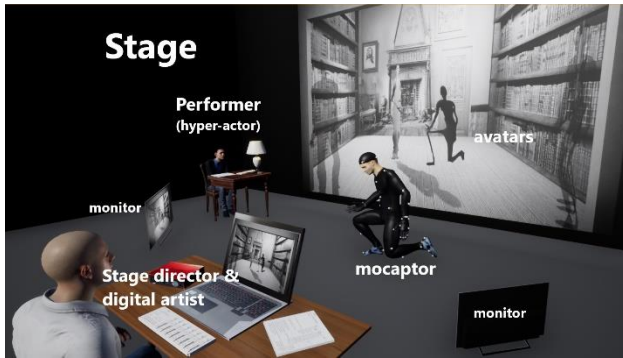 Stage
Performer
(hyper-actor)
avatars
monitor
mocaptor
Stage director &
digital artist
monitor